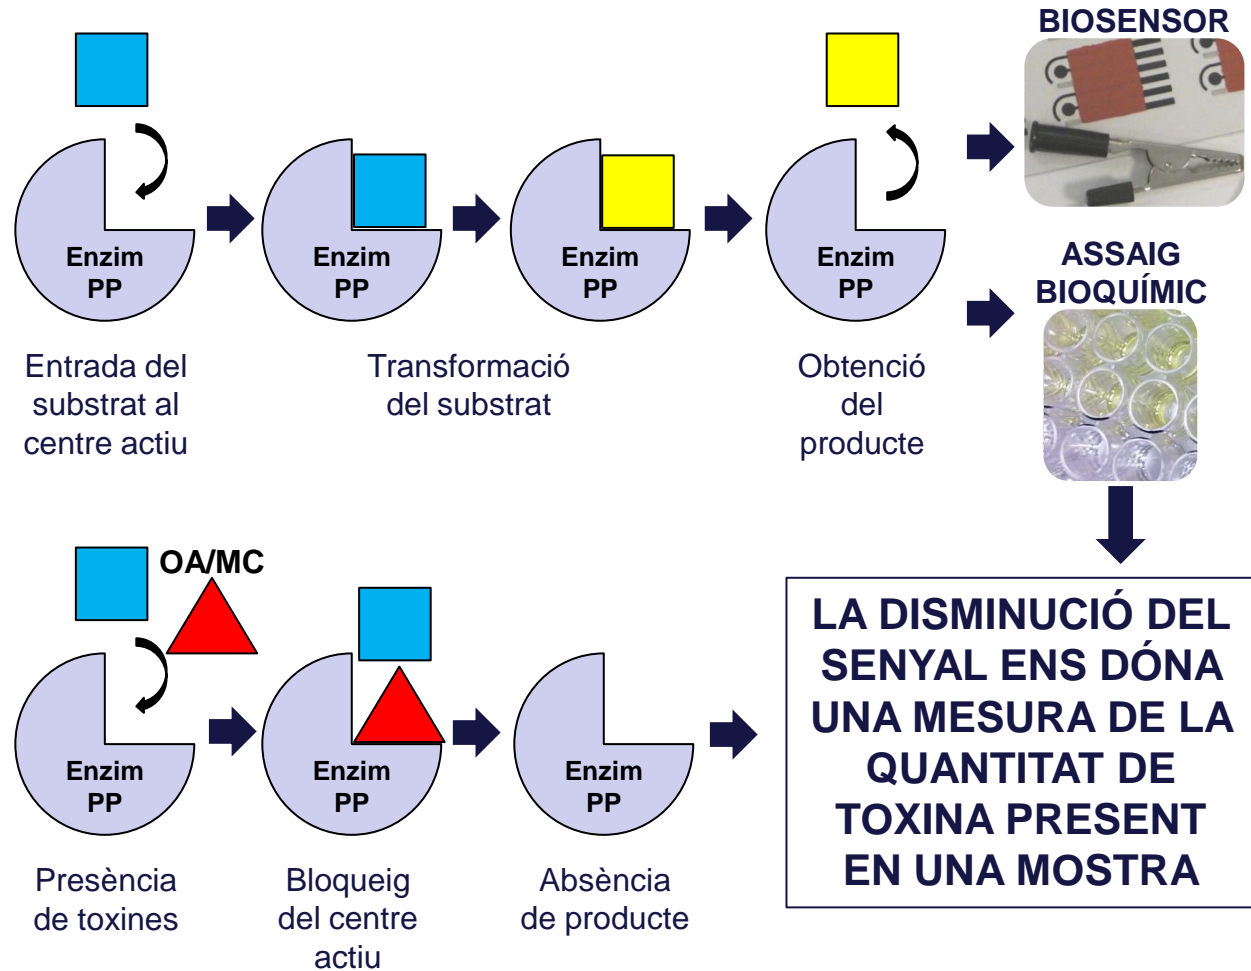 BIOSENSOR
Enzim
PP
Enzim
PP
Enzim
PP
Enzim
PP
ASSAIG
BIOQUÍMIC
Entrada del
substrat al
centre actiu
Transformació
del substrat
Obtenció
del
producte
OA/MC
Enzim
PP
Enzim
PP
Enzim
PP
Presència
de toxines
Bloqueig
del centre
actiu
Absència
de producte
LA DISMINUCIÓ DEL
SENYAL ENS DÓNA
UNA MESURA DE LA
QUANTITAT DE
TOXINA PRESENT
EN UNA MOSTRA